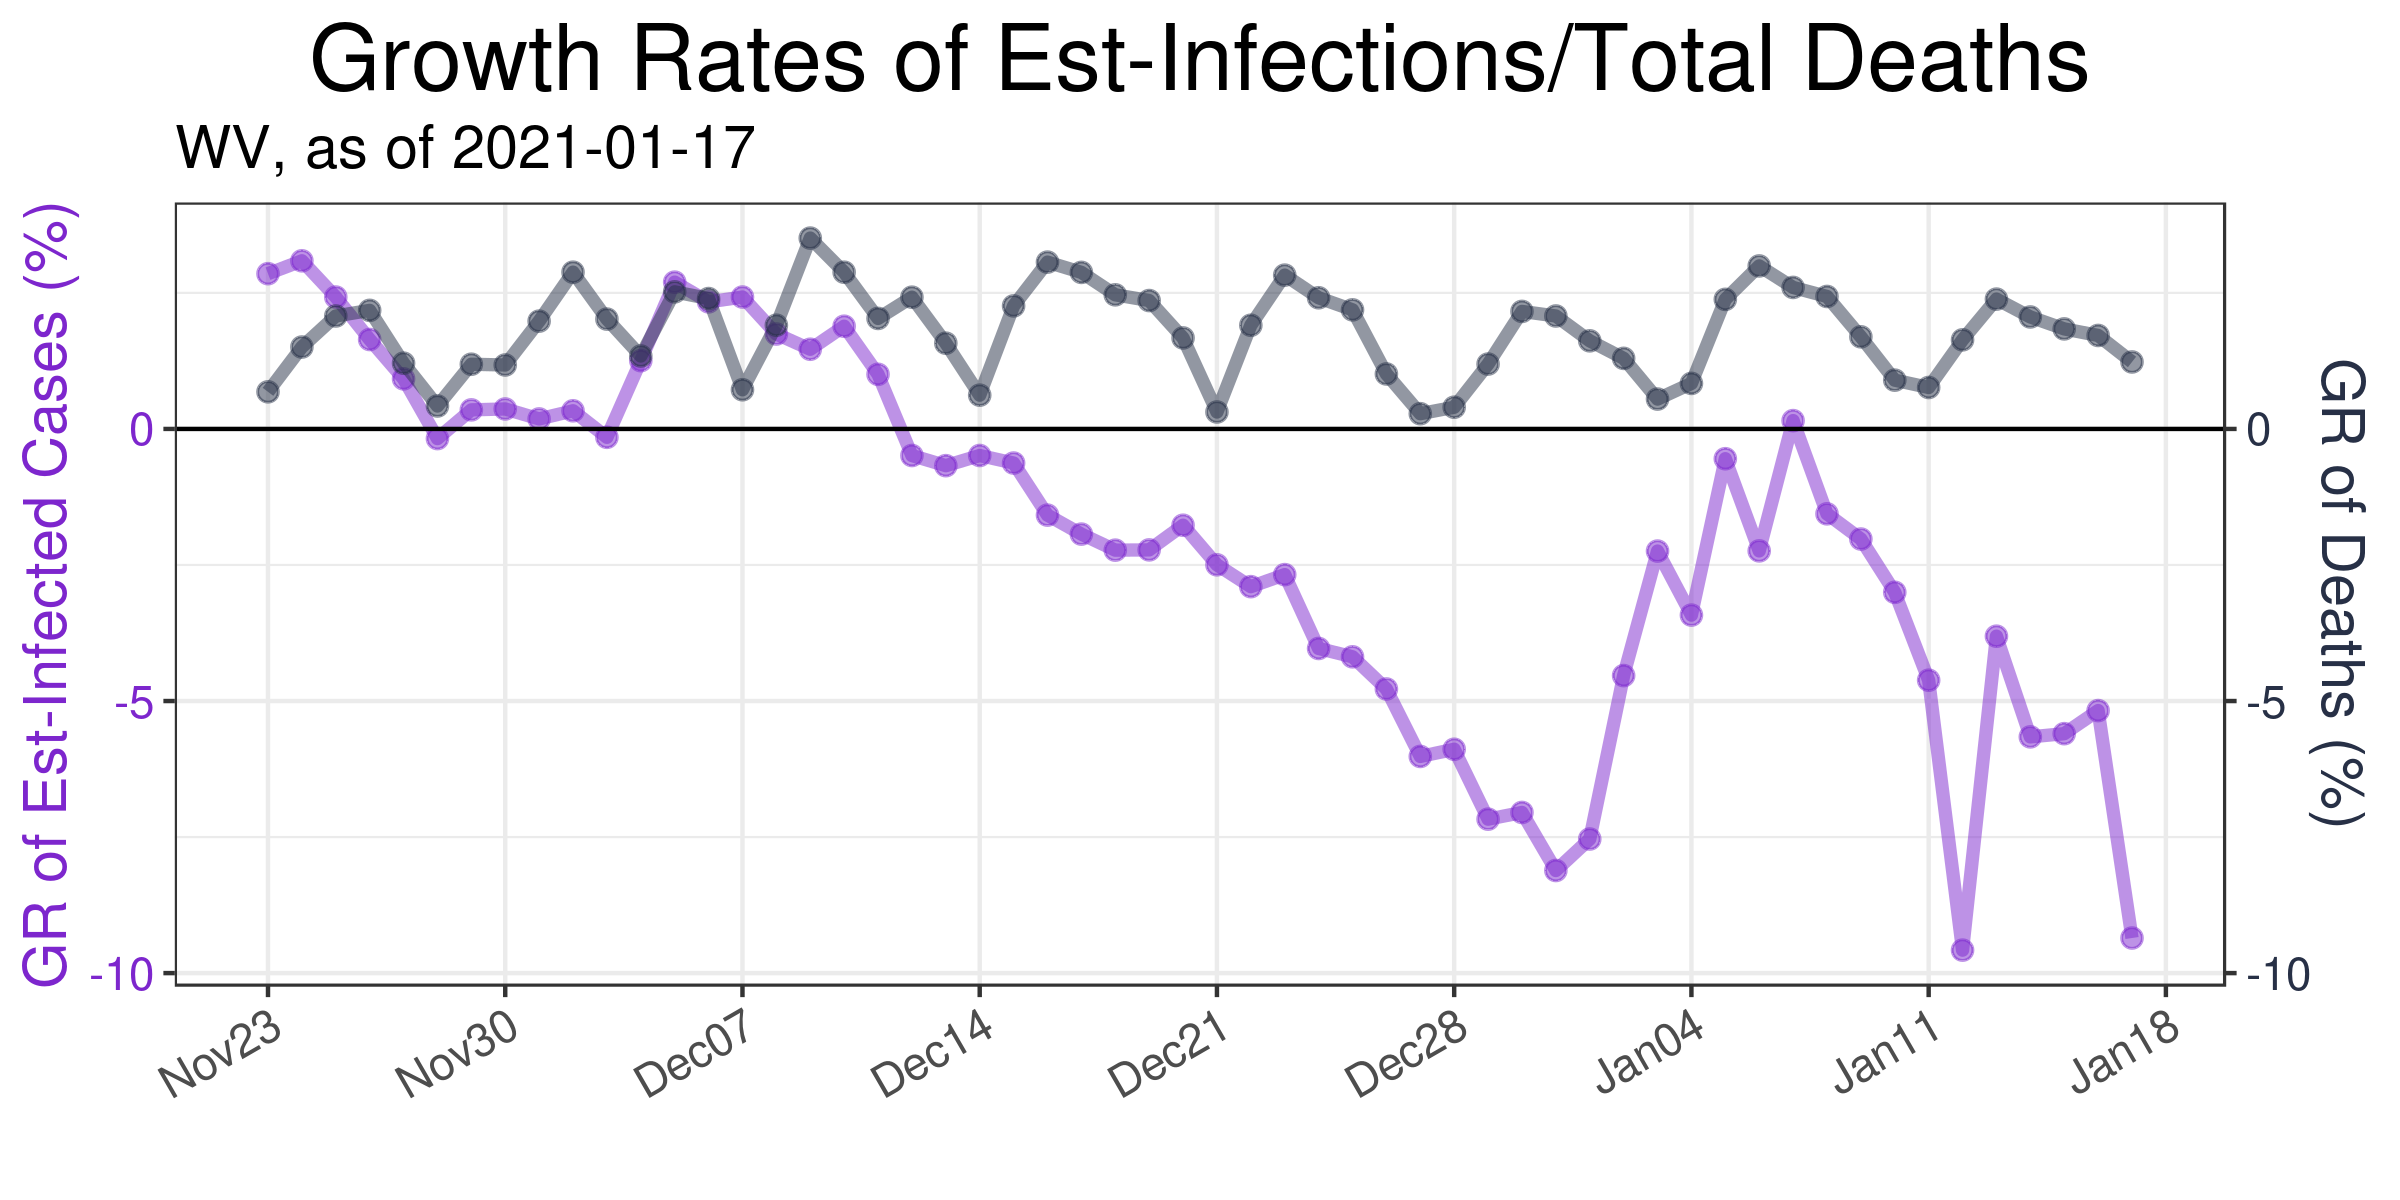 Growth Rates of Est-Infections/Total Deaths
WV, as of 2021-01-17
GR of Est-Infected Cases (%)
0
-5
-10
0
-5
-10
GR of Deaths (%)
Nov23
Nov30
Dec07
Dec14
Dec21
Dec28
Jan04
Jan11
Jan18